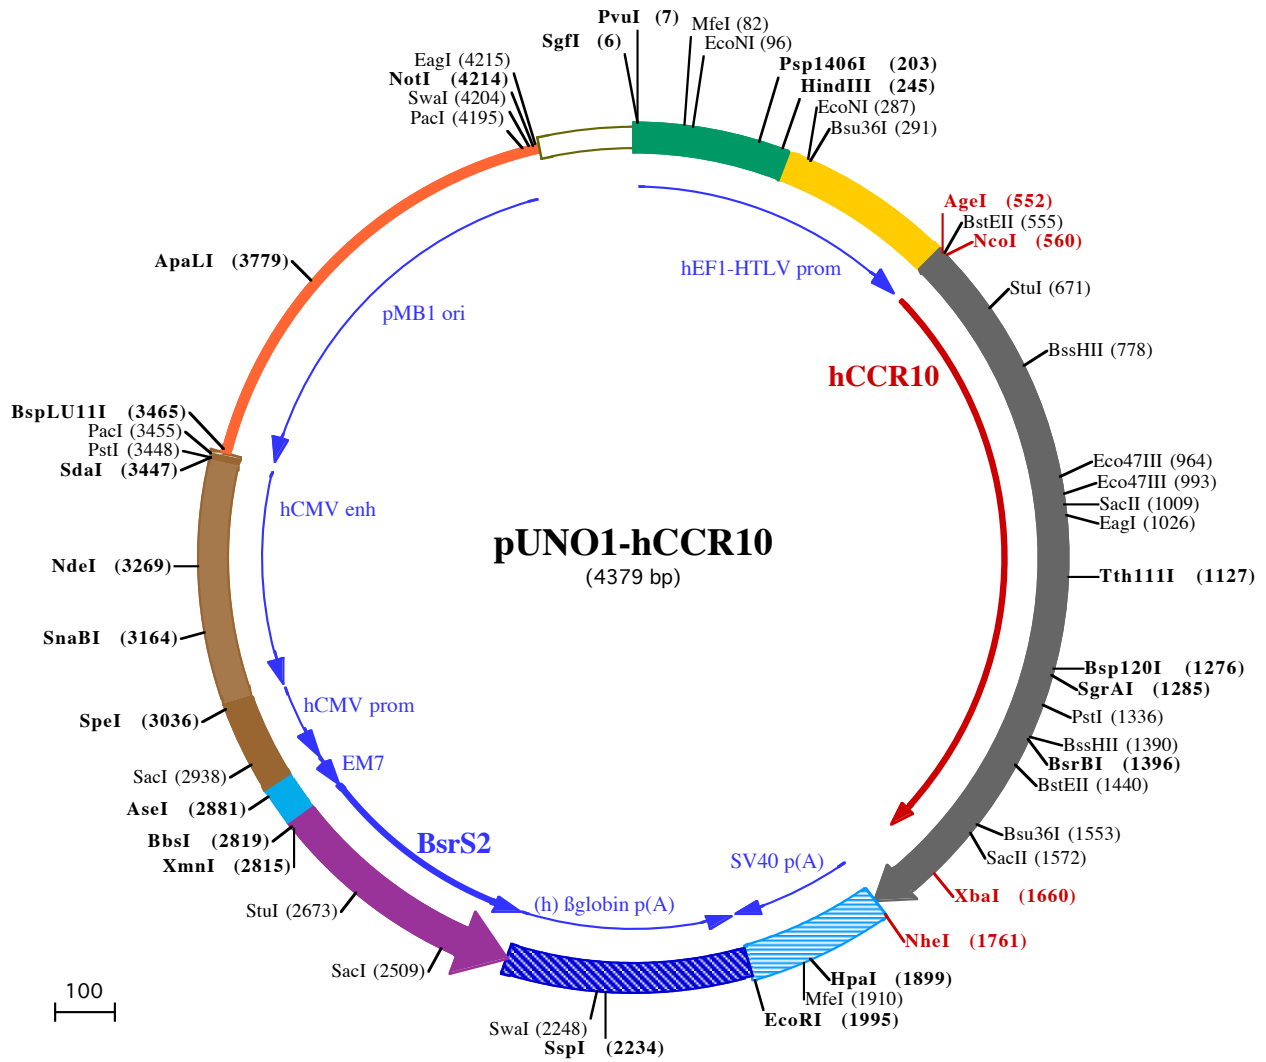 PvuI (7)
SgfI (6)
MfeI (82)
EcoNI (96)
Psp1406I (203)
HindIII (245)
EcoNI (287)
Bsu36I (291)
AgeI (552)
BstEII (555)
NcoI (560)
StuI (671)
BssHII (778)
Eco47III (964)
Eco47III (993)
SacII (1009)
EagI (1026)
Tth111I (1127)
Bsp120I (1276)
SgrAI (1285)
PstI (1336)
BssHII (1390)
BsrBI (1396)
BstEII (1440)
Bsu36I (1553)
SacII (1572)
XbaI (1660)
NheI (1761)
HpaI (1899)
MfeI (1910)
EcoRI (1995)
SspI (2234)
SwaI (2248)
SacI (2509)
StuI (2673)
XmnI (2815)
BbsI (2819)
AseI (2881)
SacI (2938)
SpeI (3036)
SnaBI (3164)
NdeI (3269)
SdaI (3447)
PstI (3448)
PacI (3455)
BspLU11I (3465)
ApaLI (3779)
PacI (4195)
SwaI (4204)
NotI (4214)
EagI (4215)
hEF1-HTLV prom
hCCR10
pMB1 ori
hCMV enh
hCMV prom
EM7
BsrS2
(h) ßglobin p(A)
SV40 p(A)
pUNO1-hCCR10
(4379 bp)
100